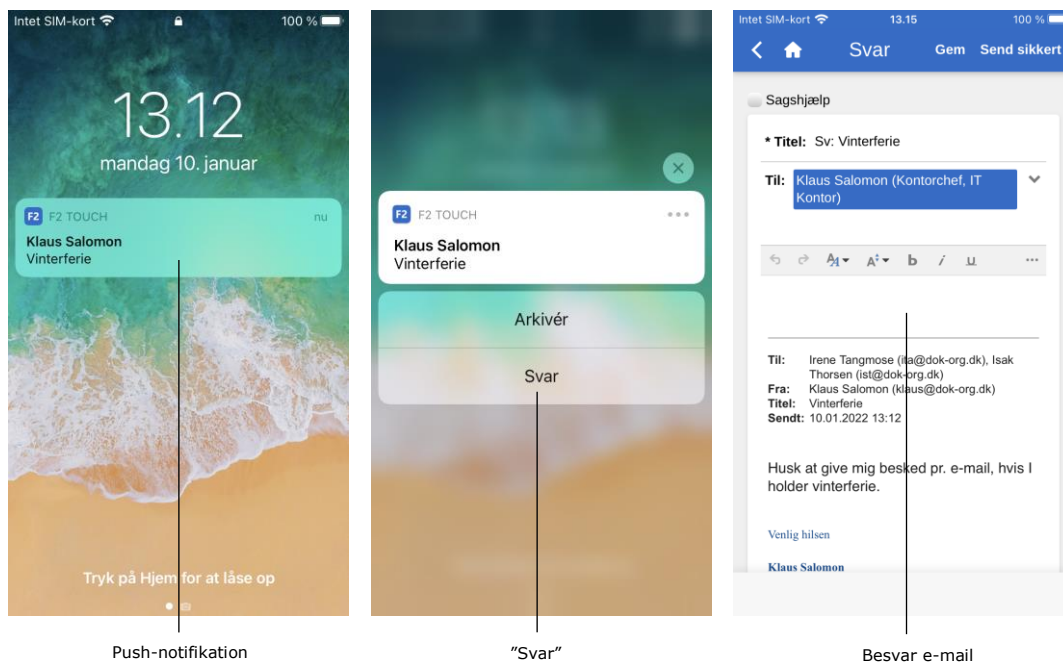 Intet SIM-kort 100 %
13.12
mandag 10. januar
F2 F2 TOUCH nu
Klaus Salomon
Vinterferie
Tryk på Hjem for at låse op
Push-notifikation
F2 F2 TOUCH
Klaus Salomon
Vinterferie
Arkivér
Svar
"Svar"
Intet SIM-kort 13.15 100 %
Svar Gem Send sikkert
Sagshjælp
* Titel: Sv: Vinterferie
Til: Klaus Salomon (Kontorchef, IT
Kontor)
b i u ...
Til: Irene Tangmose (ita@dok-org.dk), Isak
Thorsen (ist@dok-org.dk)
Fra: Klaus Salomon (klaus@dok-org.dk)
Titel: Vinterferie
Sendt: 10.01.2022 13:12
Husk at give mig besked pr. e-mail, hvis I
holder vinterferie.
Venlig hilsen
Klaus Salomon
Besvar e-mail